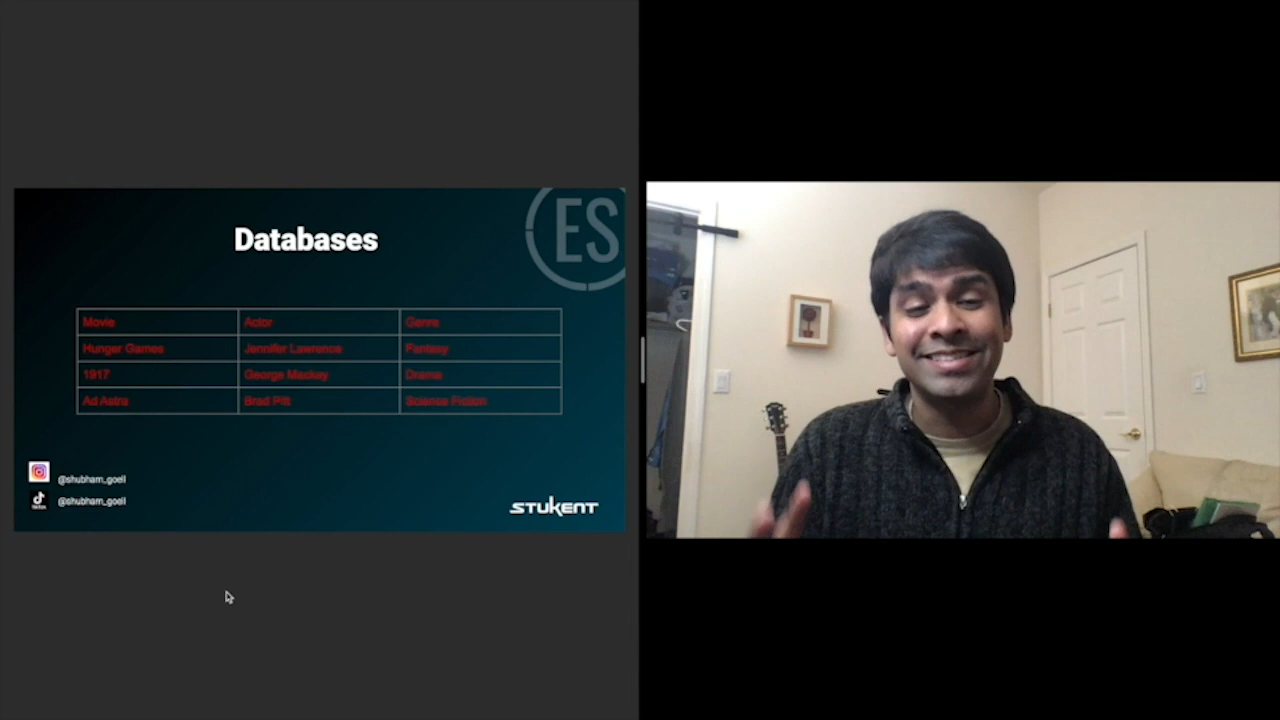 ES
Databases
Movie Actor Genre
Hunger Games Jennifer Lawrence Fantasy
1917 George Mackay Drama
Ad Astra Brad Pitt Science Fiction
@shubham_goell
@shubham_goell
STUKENT